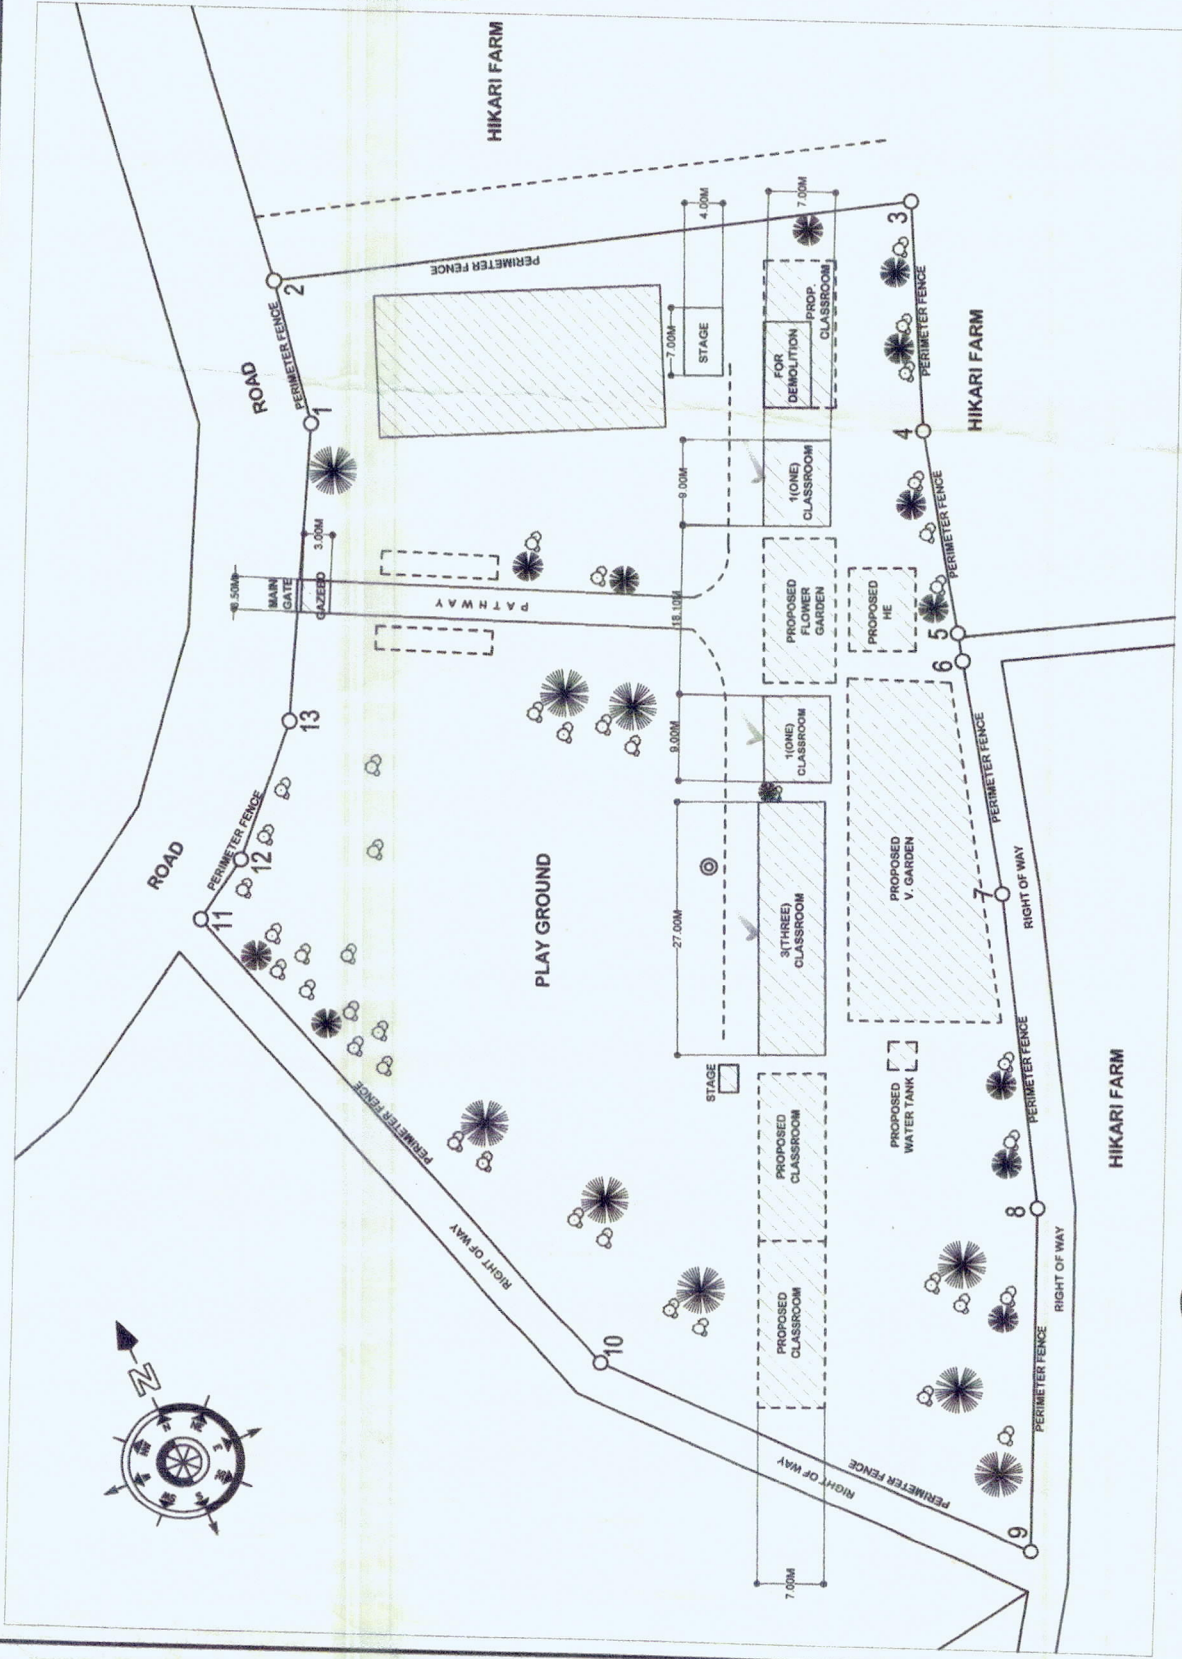 ROAD
ROAD
N
11
PERIMETER FENCE
12
13
MAIN
GATE
GAZEBO
3.00M
1
PERIMETER FENCE
2
PERIMETER FENCE
PERIMETER FENCE
RIGHT OF WAY
PATHWAY
HIKARI FARM
PLAY GROUND
10
27.00M
9.00M
18.10M
9.00M
7.00M
4.00M
STAGE
STAGE
7.00M
PROPOSED
CLASSROOM
PROPOSED
CLASSROOM
3(THREE)
CLASSROOM
1(ONE)
CLASSROOM
PROPOSED
FLOWER
GARDEN
1(ONE)
CLASSROOM
FOR
DEMOLITION
PROP.
CLASSROOM
7.00M
RIGHT OF WAY
PERIMETER FENCE
PROPOSED
WATER TANK
PROPOSED
V. GARDEN
PROPOSED
HE
3
PERIMETER FENCE
4
PERIMETER FENCE
5
6
PERIMETER FENCE
7
PERIMETER FENCE
8
PERIMETER FENCE
9
RIGHT OF WAY
RIGHT OF WAY
HIKARI FARM
HIKARI FARM